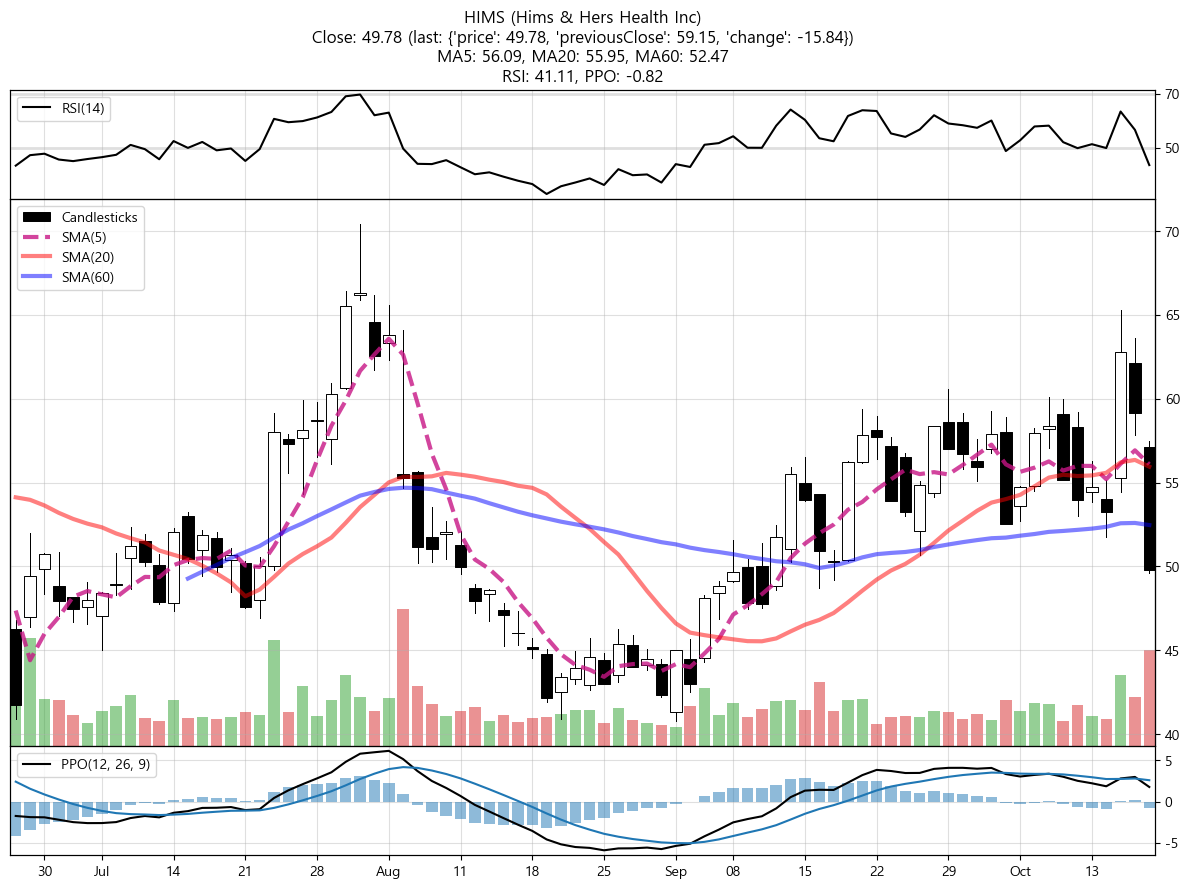 HIMS (Hims & Hers Health Inc)
Close: 49.78 (last: {'price': 49.78, 'previousClose': 59.15, 'change': -15.84})
MA5: 56.09, MA20: 55.95, MA60: 52.47
RSI: 41.11, PPO: -0.82
RSI(14)
70
50
Candlesticks
SMA(5)
SMA(20)
SMA(60)
70
65
60
55
50
45
40
PPO(12, 26, 9)
5
0
-5
30 Jul 14 21 28 Aug 11 18 25 Sep 08 15 22 29 Oct 13